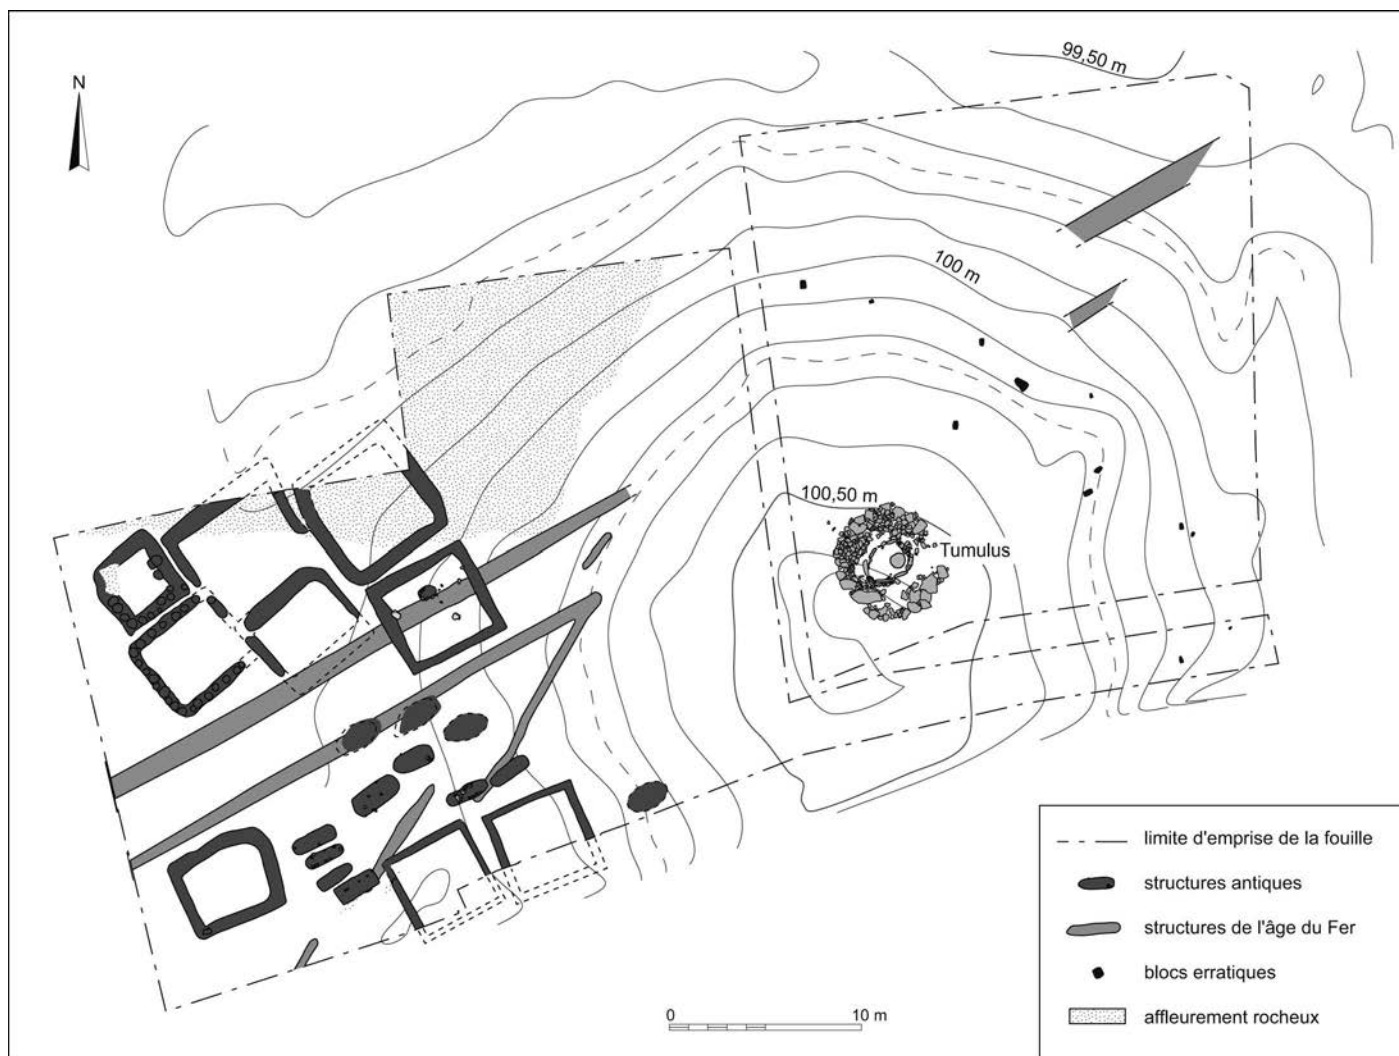 99,50 m
N
100 m
100,50 m
Tumulus
limite d'emprise de la fouille
structures antiques
structures de l'âge du Fer
blocs erratiques
affleurement rocheux
0 10 m